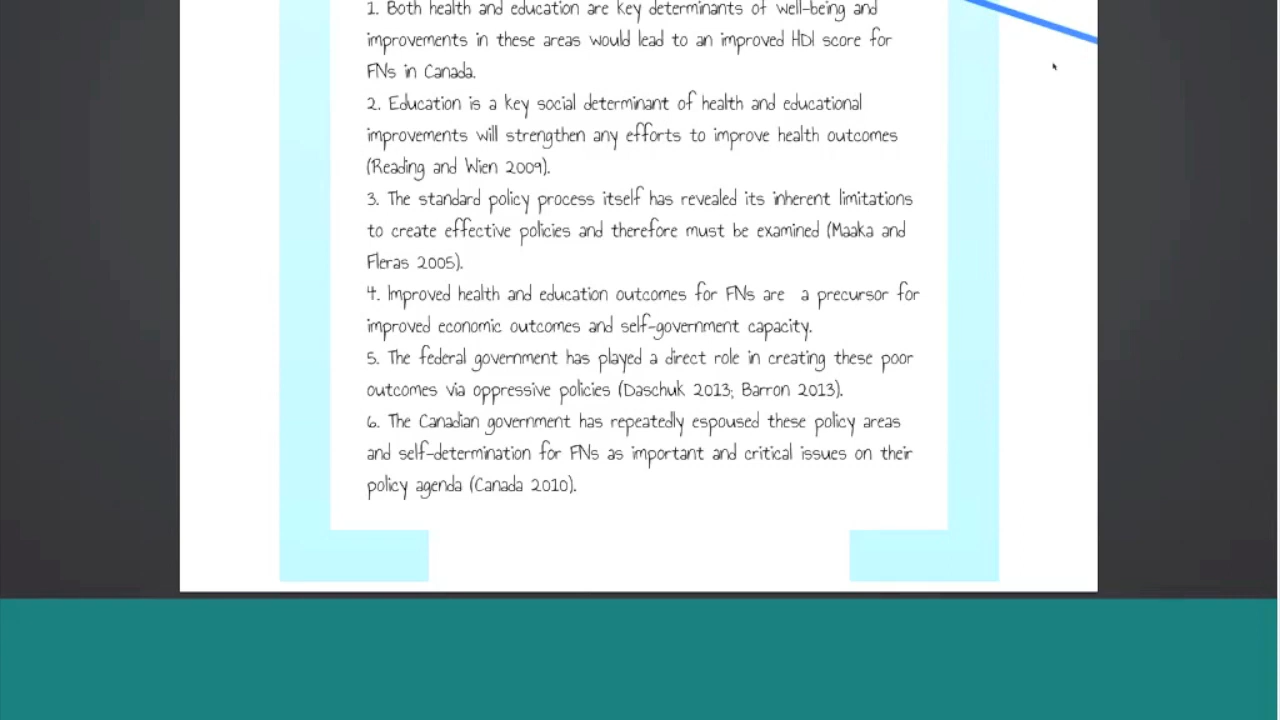 1. Both health and education are key determinants of well-being and
improvements in these areas would lead to an improved HDI score for
FNs in Canada.
2. Education is a key social determinant of health and educational
improvements will strengthen any efforts to improve health outcomes
(Reading and Wien 2009).
3. The standard policy process itself has revealed its inherent limitations
to create effective policies and therefore must be examined (Maaka and
Fleras 2005).
4. Improved health and education outcomes for FNs are a precursor for
improved economic outcomes and self-government capacity.
5. The federal government has played a direct role in creating these poor
outcomes via oppressive policies (Daschuk 2013; Barron 2013).
6. The Canadian government has repeatedly espoused these policy areas
and self-determination for FNs as important and critical issues on their
policy agenda (Canada 2010).